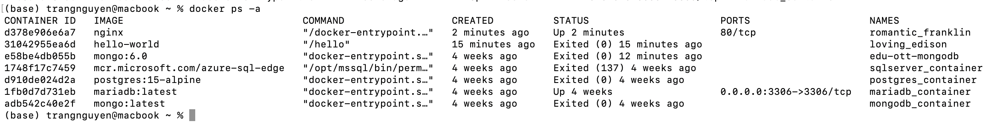 (base) trangnguyen@macbook ~ % docker ps -a
CONTAINER ID   IMAGE                              COMMAND                  CREATED          STATUS                      PORTS                    NAMES
d378e906e6a7   nginx                              "/docker-entrypoint.…"   2 minutes ago    Up 2 minutes                80/tcp                   romantic_franklin
31042955ea6d   hello-world                        "/hello"                 15 minutes ago   Exited (0) 15 minutes ago                            loving_edison
e58be4db055b   mongo:6.0                          "docker-entrypoint.s…"   4 weeks ago      Exited (0) 12 minutes ago                            edu-ott-mongodb
1748f17c7459   mcr.microsoft.com/azure-sql-edge   "/opt/mssql/bin/perm…"   4 weeks ago      Exited (137) 4 weeks ago                             sqlserver_container
d910de024d2a   postgres:15-alpine                 "docker-entrypoint.s…"   4 weeks ago      Exited (0) 4 weeks ago                               postgres_container
1fb0d7d731eb   mariadb:latest                     "docker-entrypoint.s…"   4 weeks ago      Up 4 weeks                  0.0.0.0:3306->3306/tcp   mariadb_container
adb542c40e2f   mongo:latest                       "docker-entrypoint.s…"   4 weeks ago      Exited (0) 4 weeks ago                               mongodb_container
(base) trangnguyen@macbook ~ %